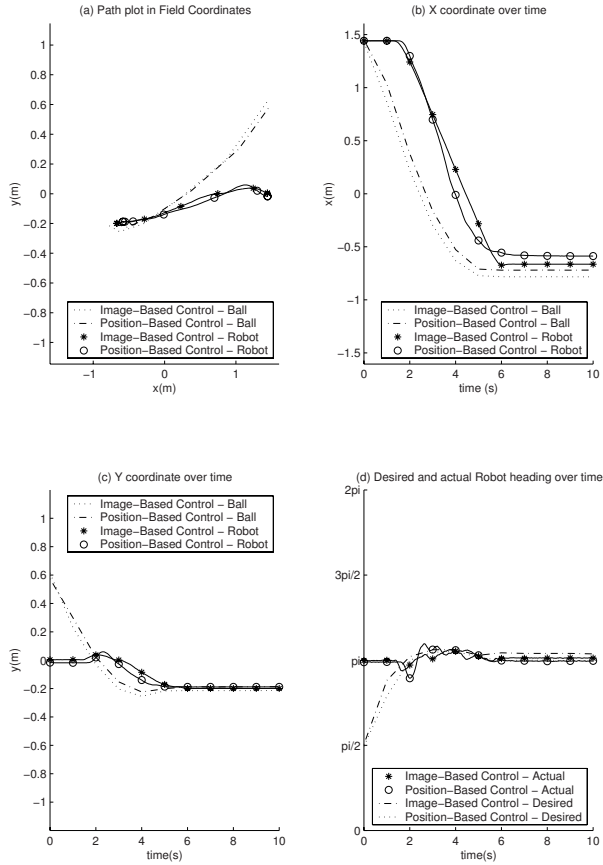 (a) Path plot in Field Coordinates
1
0.8
0.6
0.4
0.2
0
−0.2
−0.4
−0.6
−0.8
−1
y(m)
Image−Based Control − Ball
Position−Based Control − Ball
Image−Based Control − Robot
Position−Based Control − Robot
−1
0
1
x(m)
(b) X coordinate over time
1.5
1
0.5
0
−0.5
−1
−1.5
x(m)
Image−Based Control − Ball
Position−Based Control − Ball
Image−Based Control − Robot
Position−Based Control − Robot
0
2
4
6
8
10
time (s)
(c) Y coordinate over time
Image−Based Control − Ball
Position−Based Control − Ball
Image−Based Control − Robot
Position−Based Control − Robot
1
0.8
0.6
0.4
0.2
0
−0.2
−0.4
−0.6
−0.8
−1
y(m)
0
2
4
6
8
10
time(s)
(d) Desired and actual Robot heading over time
2pi
3pi/2
pi
pi/2
0
Image−Based Control − Actual
Position−Based Control − Actual
Image−Based Control − Desired
Position−Based Control − Desired
0
2
4
6
8
10
time(s)